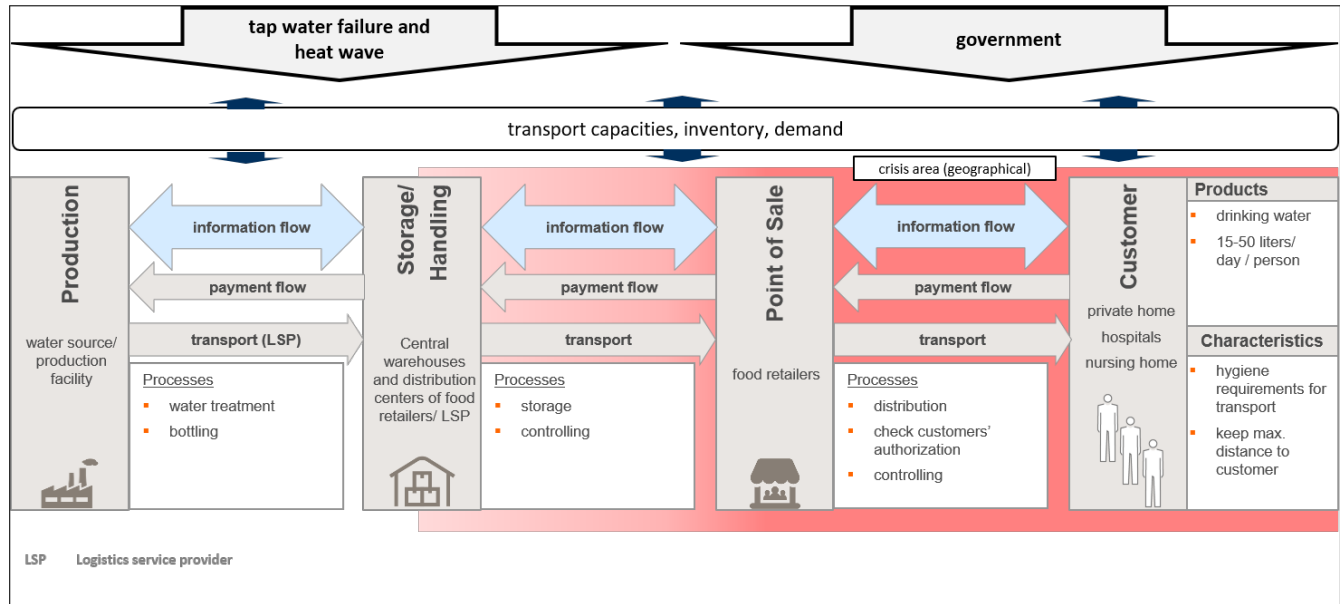 tap water failure and
heat wave
government
transport capacities, inventory, demand
crisis area (geographical)
Production
water source/
production
facility
information flow
payment flow
transport (LSP)
Processes
water treatment
bottling
Storage/
Handling
Central
warehouses
and distribution
centers of food
retailers/ LSP
information flow
payment flow
transport
Processes
storage
controlling
Point of Sale
food retailers
information flow
payment flow
transport
Processes
distribution
check customers'
authorization
controlling
Customer
private home
hospitals
nursing home
Products
drinking water
15-50 liters/
day / person
Characteristics
hygiene
requirements for
transport
keep max.
distance to
customer
LSP Logistics service provider